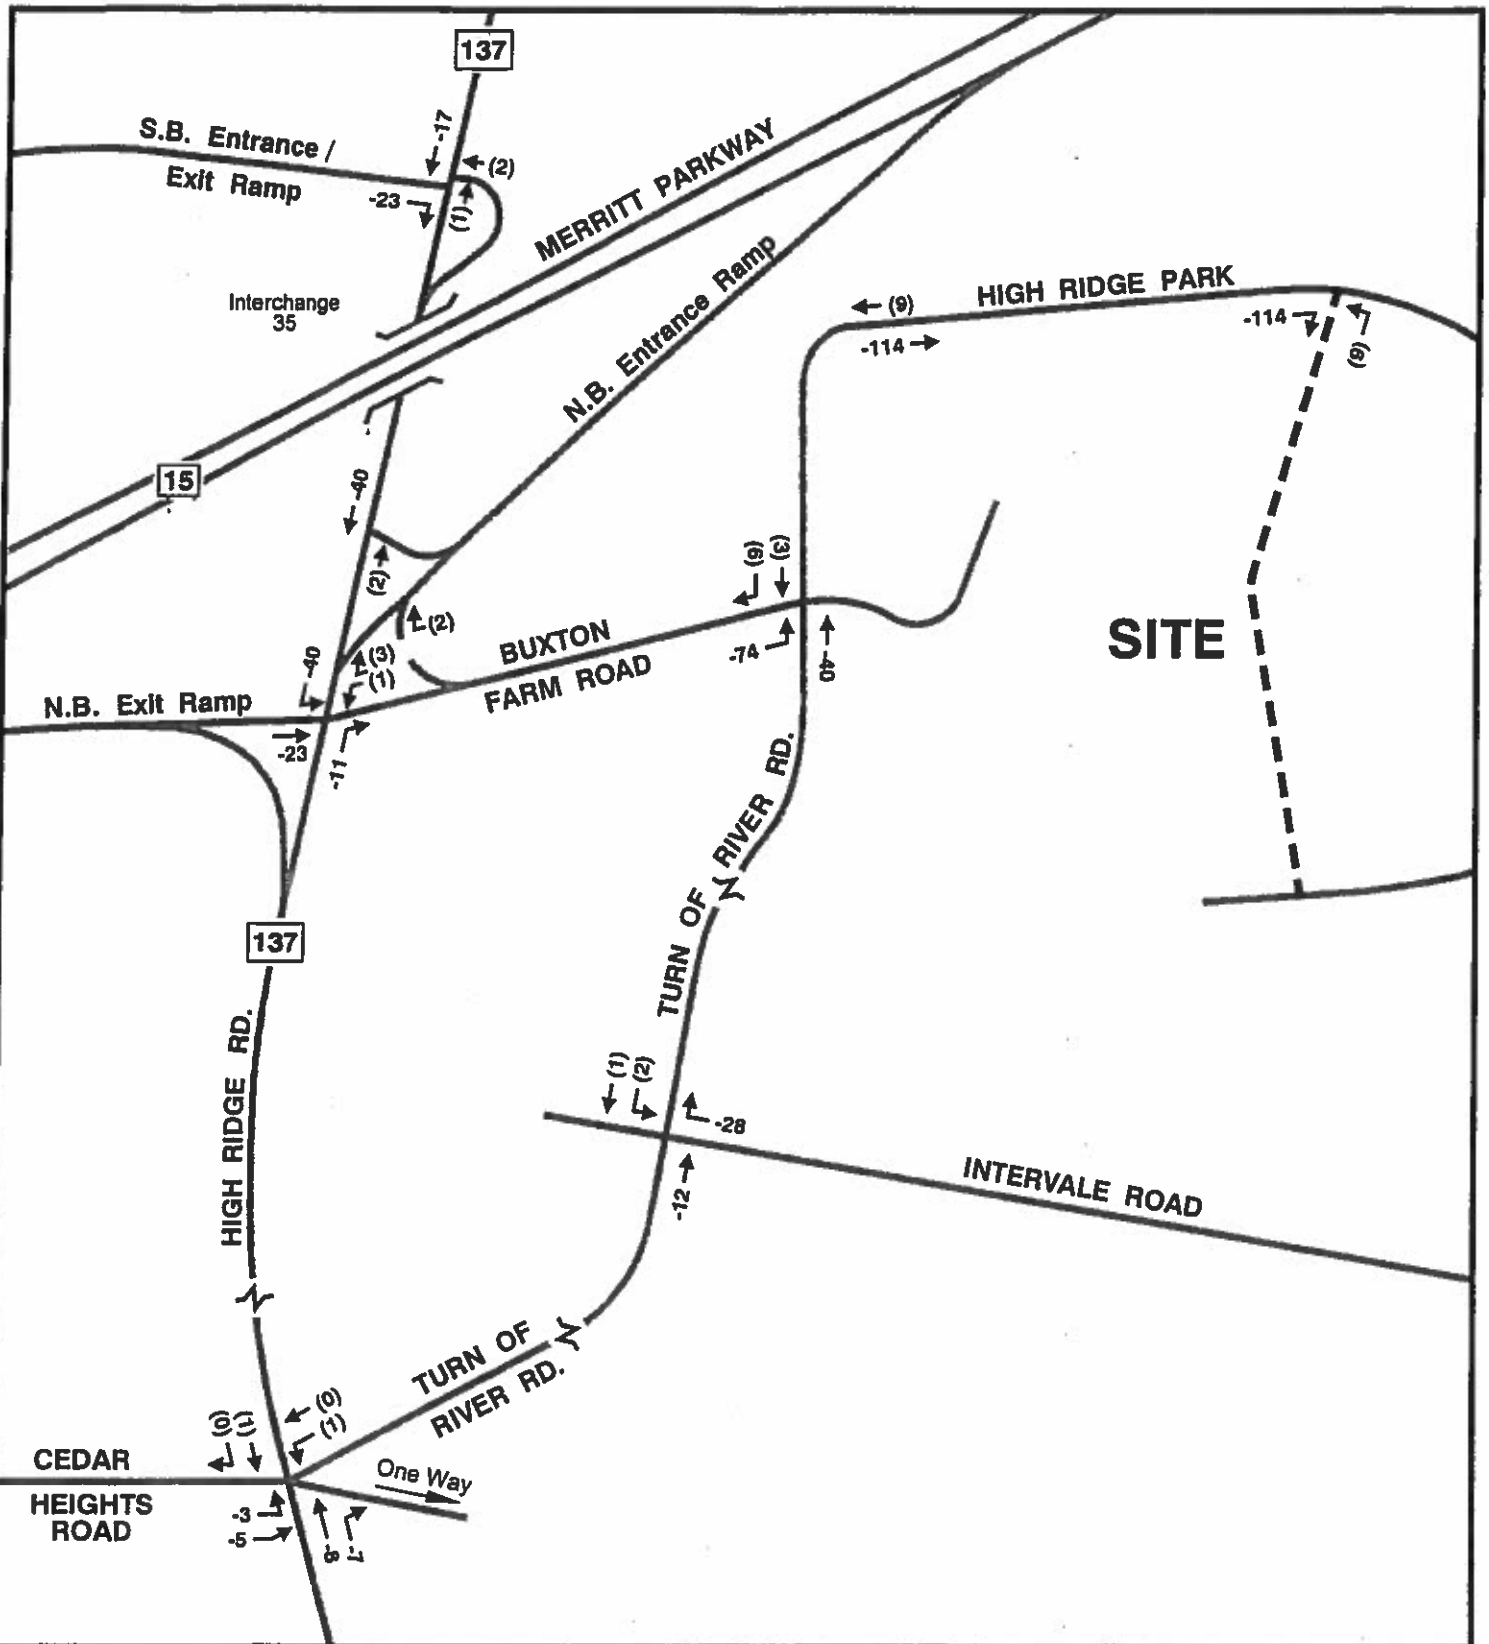 137
-17
S.B. Entrance /
Exit Ramp
(2)
-23
(1)
MERRITT PARKWAY
Interchange
35
N.B. Entrance Ramp
HIGH RIDGE PARK
(9)
-114
-114
15
-40
(2)
(2)
(3)
(1)
-40
BUXTON
FARM ROAD
(3)
-74
-40
SITE
N.B. Exit Ramp
-23
-11
137
TURN OF RIVER RD.
HIGH RIDGE RD.
(1)
(2)
-28
-12
INTERVALE ROAD
TURN OF
RIVER RD.
(0)
(1)
(0)
(1)
CEDAR
HEIGHTS
ROAD
One Way
-3
-5
-7